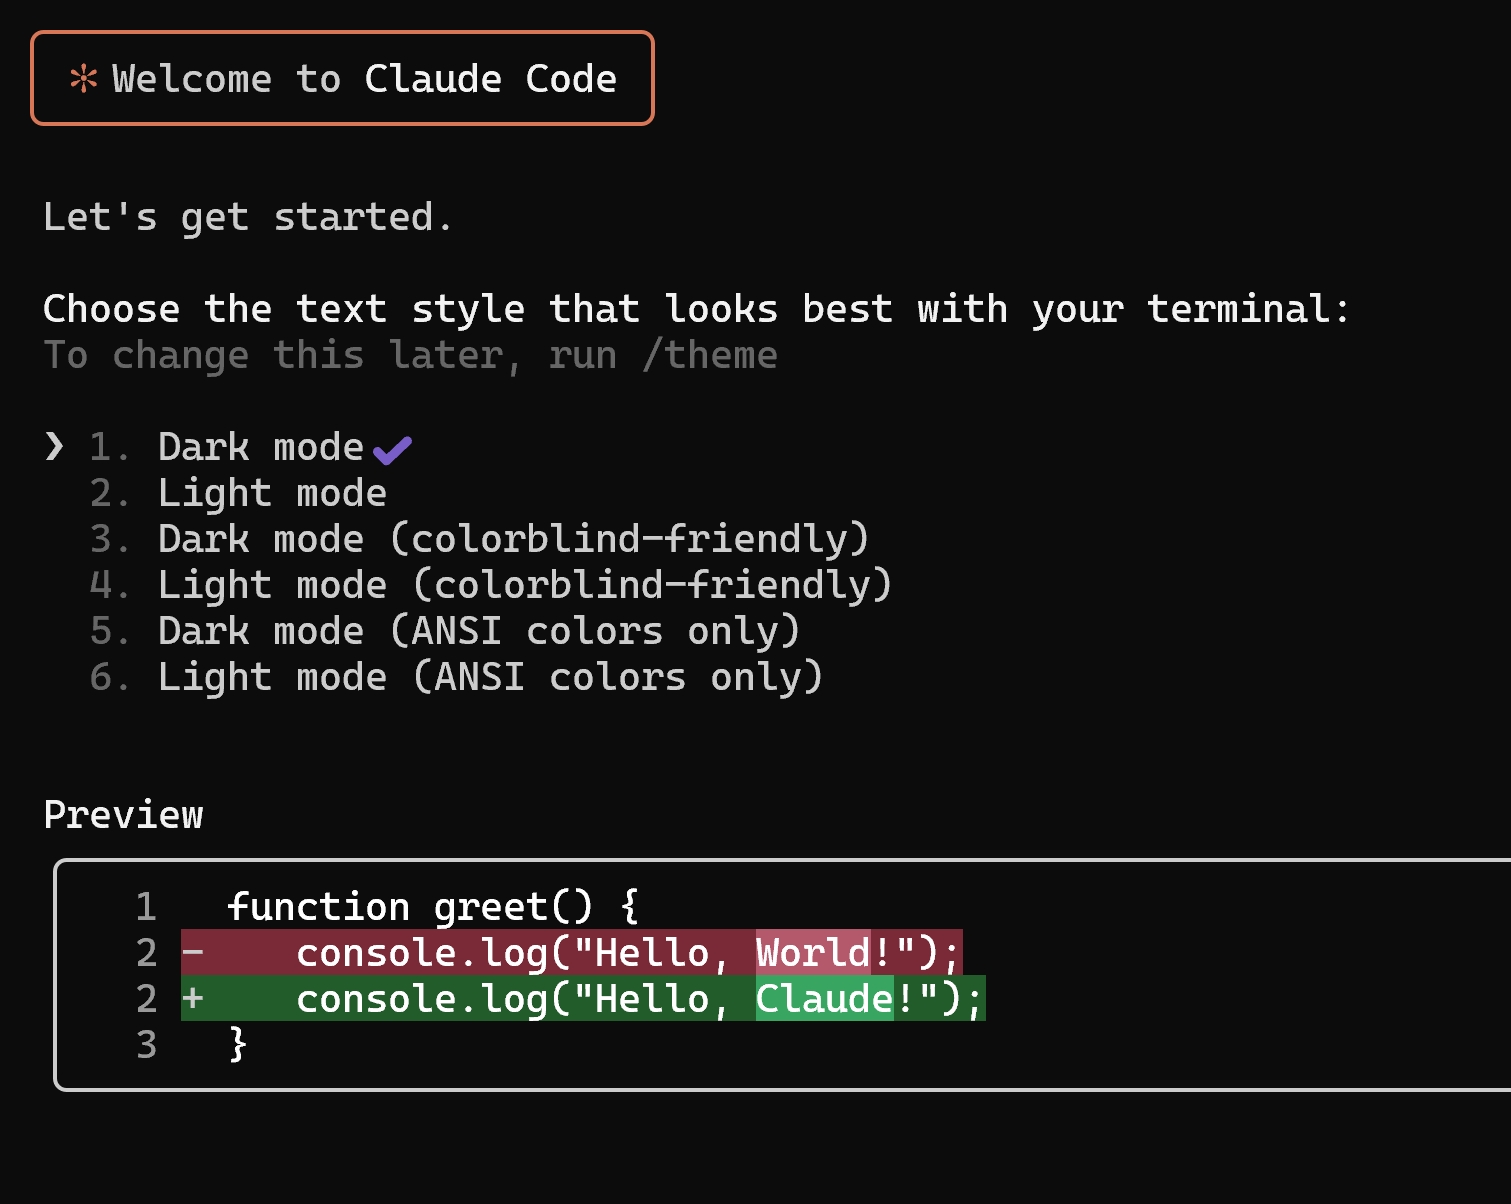 ✻ Welcome to Claude Code
Let's get started.
Choose the text style that looks best with your terminal:
To change this later, run /theme
❯ 1. Dark mode ✔
2. Light mode
3. Dark mode (colorblind-friendly)
4. Light mode (colorblind-friendly)
5. Dark mode (ANSI colors only)
6. Light mode (ANSI colors only)
Preview
1 function greet() {
2 - console.log("Hello, World!");
2 + console.log("Hello, Claude!");
3 }